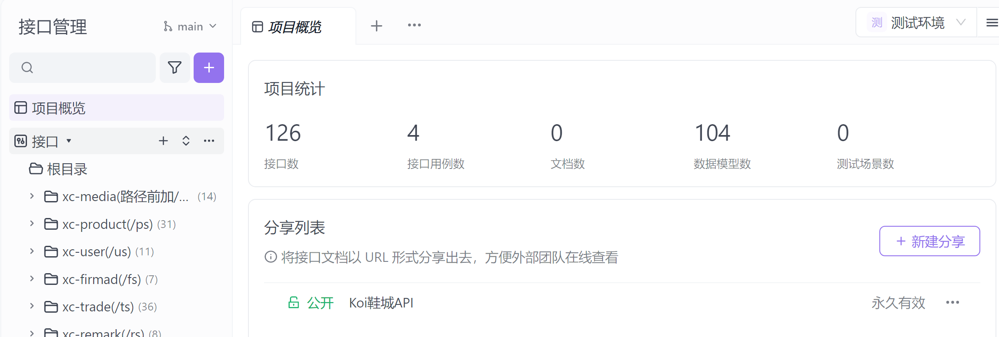 接口管理
main
项目概览
接口
根目录
xc-media(路径前加/... (14)
xc-product(/ps) (31)
xc-user(/us) (11)
xc-firmad(/fs) (7)
xc-trade(/ts) (36)
xc-remark(/rs) (8)
项目概览
测 测试环境
项目统计
126 4 0 104 0
接口数 接口用例数 文档数 数据模型数 测试场景数
分享列表
将接口文档以 URL 形式分享出去，方便外部团队在线查看
新建分享
公开 Koi鞋城API 永久有效